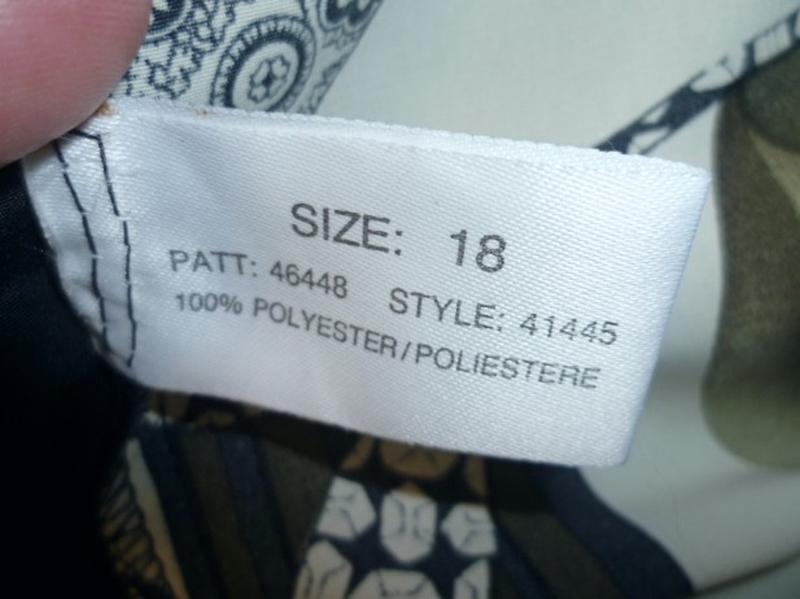 SIZE: 18
PATT: 46448 STYLE: 41445
100% POLYESTER/POLIESTERE